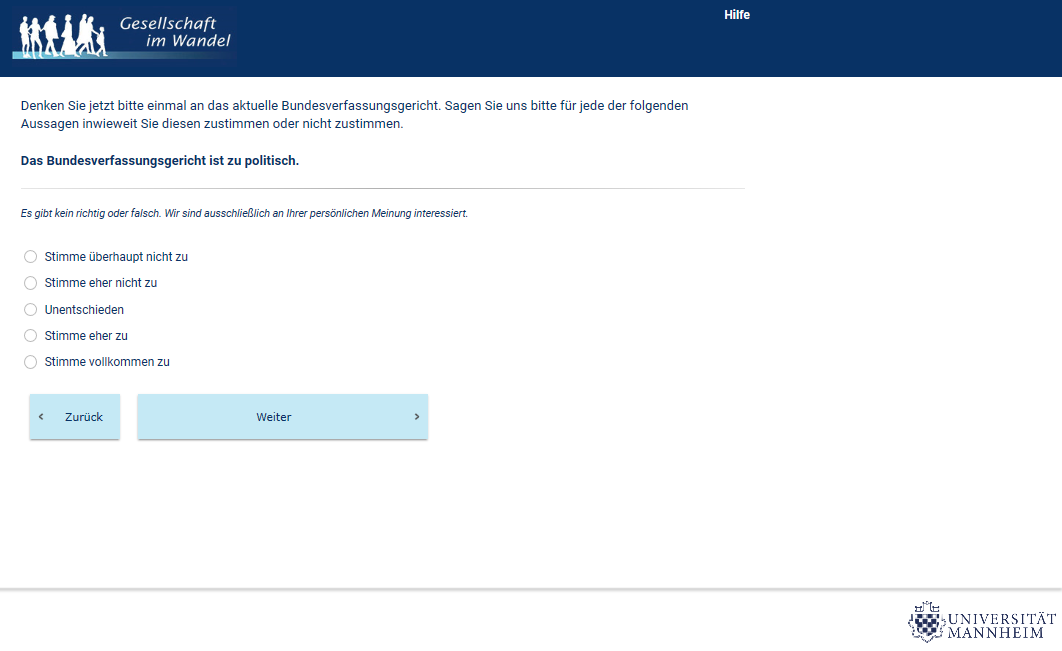 Gesellschaft
im Wandel
Hilfe
Denken Sie jetzt bitte einmal an das aktuelle Bundesverfassungsgericht. Sagen Sie uns bitte für jede der folgenden
Aussagen inwieweit Sie diesen zustimmen oder nicht zustimmen.
Das Bundesverfassungsgericht ist zu politisch.
Es gibt kein richtig oder falsch. Wir sind ausschließlich an Ihrer persönlichen Meinung interessiert.
Stimme überhaupt nicht zu
Stimme eher nicht zu
Unentschieden
Stimme eher zu
Stimme vollkommen zu
‹ Zurück
Weiter ›
UNIVERSITÄT
MANNHEIM